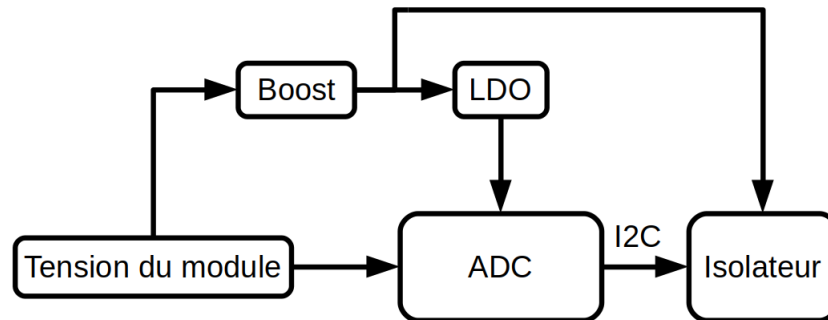 Boost
LDO
I2C
Tension du module
ADC
Isolateur